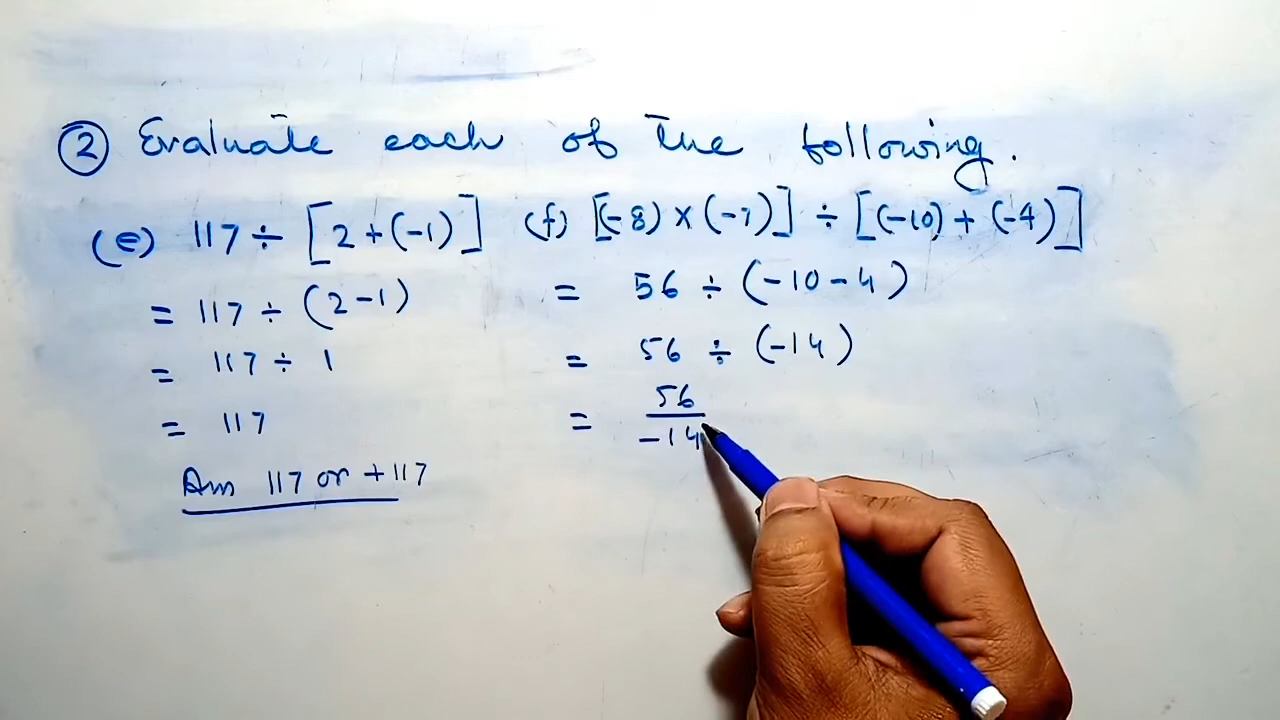 ② Evaluate each of the following.
(e) 117 ÷ [2 + (-1)]
= 117 ÷ (2 - 1)
= 117 ÷ 1
= 117
Ans 117 or +117
(f) [(-8) × (-7)] ÷ [(-10) + (-4)]
= 56 ÷ (-10 - 4)
= 56 ÷ (-14)
= 56
-14